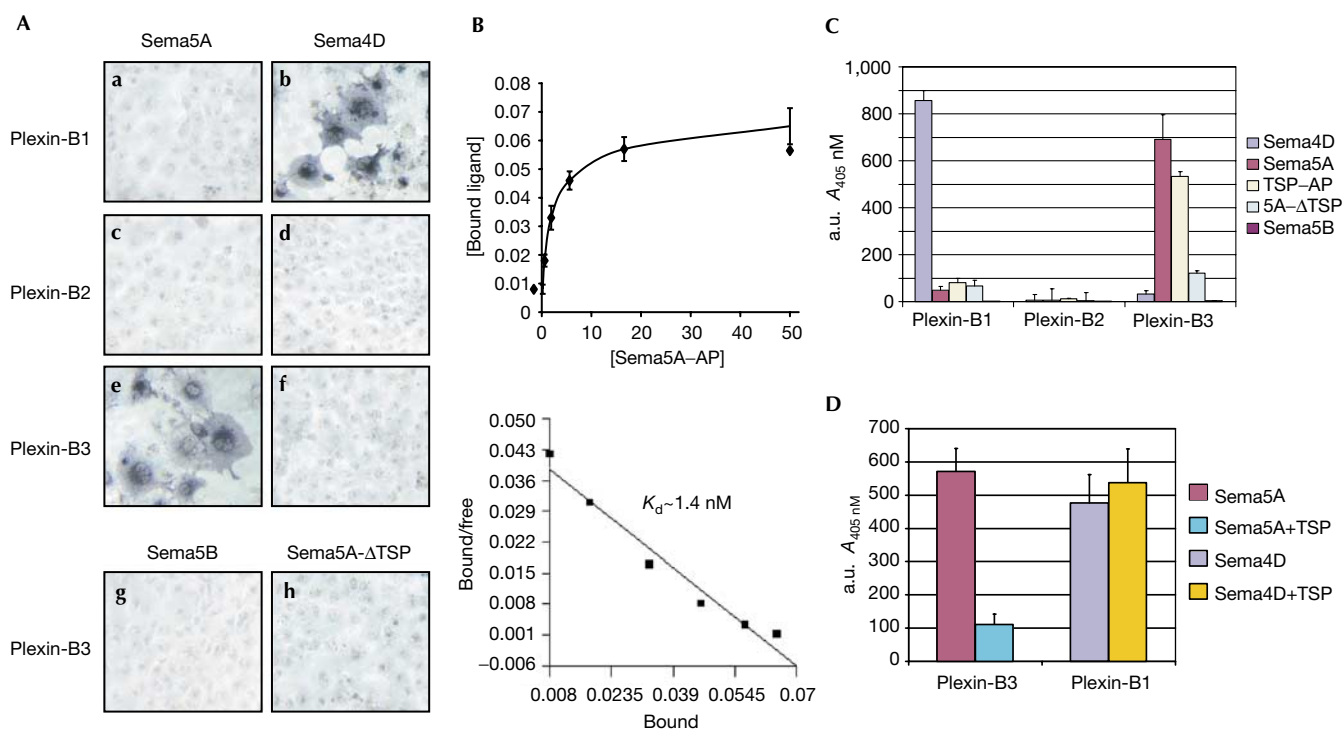 A
Sema5A Sema4D
Plexin-B1
a b
Plexin-B2
c d
Plexin-B3
e f
Sema5B Sema5A-ΔTSP
Plexin-B3
g h
B
[Bound ligand]
0.08
0.07
0.06
0.05
0.04
0.03
0.02
0.01
0
0 10 20 30 40 50
[Sema5A–AP]
Bound/free
0.050
0.043
0.036
0.029
0.022
0.015
0.008
0.001
–0.006
Kd~1.4 nM
0.008 0.0235 0.039 0.0545 0.07
Bound
C
a.u. A405 nM
1,000
800
600
400
200
0
Plexin-B1 Plexin-B2 Plexin-B3
Sema4D
Sema5A
TSP–AP
5A–ΔTSP
Sema5B
D
a.u. A405 nM
700
600
500
400
300
200
100
0
Plexin-B3 Plexin-B1
Sema5A
Sema5A+TSP
Sema4D
Sema4D+TSP